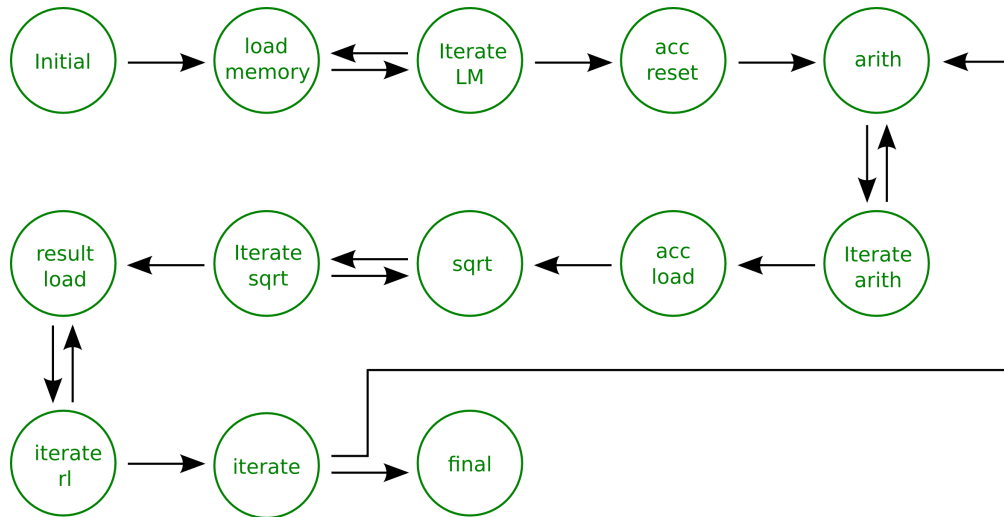 Initial
load
memory
Iterate
LM
acc
reset
arith
result
load
Iterate
sqrt
sqrt
acc
load
Iterate
arith
iterate
rl
iterate
final